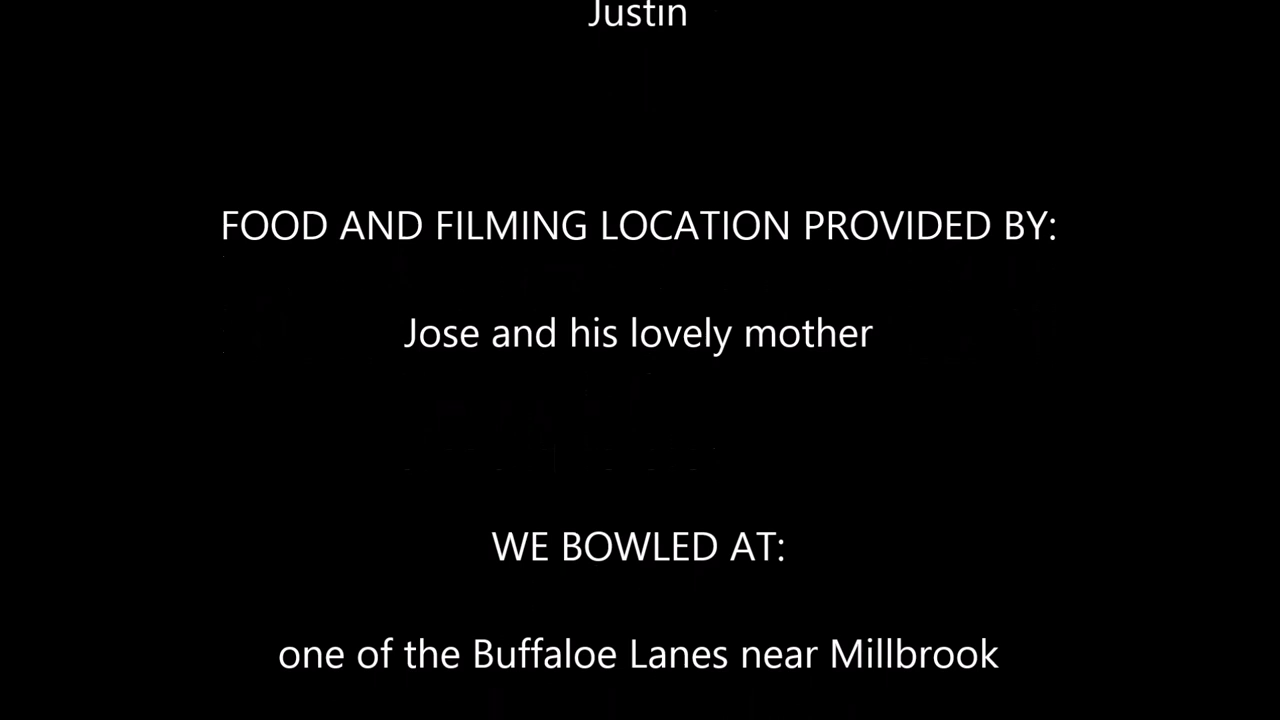 Justin
FOOD AND FILMING LOCATION PROVIDED BY:
Jose and his lovely mother
WE BOWLED AT:
one of the Buffaloe Lanes near Millbrook